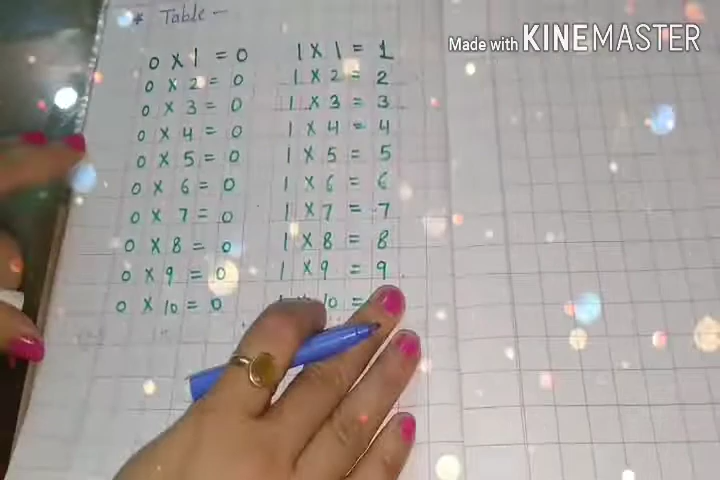 * Table -
0 X 1 = 0
0 X 2 = 0
0 X 3 = 0
0 X 4 = 0
0 X 5 = 0
0 X 6 = 0
0 X 7 = 0
0 X 8 = 0
0 X 9 = 0
0 X 10 = 0
1 X 1 = 1
1 X 2 = 2
1 X 3 = 3
1 X 4 = 4
1 X 5 = 5
1 X 6 = 6
1 X 7 = 7
1 X 8 = 8
1 X 9 = 9
10 =
Made with KINEMASTER